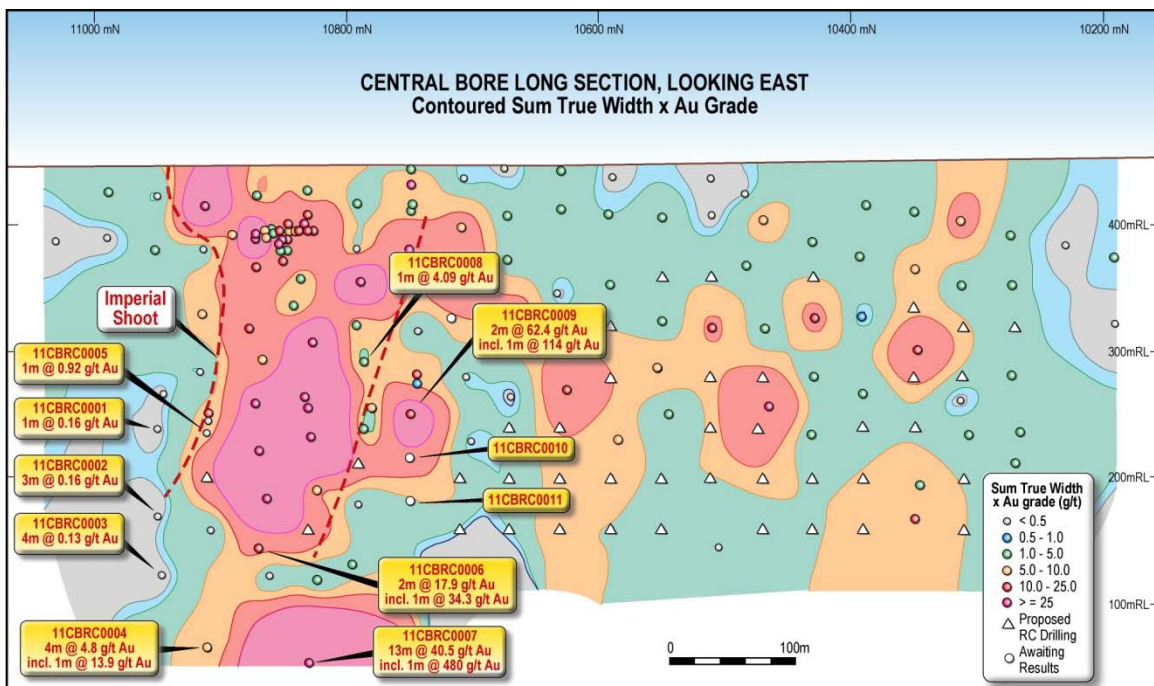 11000 mN
10800 mN
10600 mN
10400 mN
10200 mN
CENTRAL BORE LONG SECTION, LOOKING EAST
Contoured Sum True Width x Au Grade
400mRL
300mRL
200mRL
100mRL
Imperial
Shoot
11CBRC0008
1m @ 4.09 g/t Au
11CBRC0009
2m @ 62.4 g/t Au
incl. 1m @ 114 g/t Au
11CBRC0005
1m @ 0.92 g/t Au
11CBRC0001
1m @ 0.16 g/t Au
11CBRC0002
3m @ 0.16 g/t Au
11CBRC0003
4m @ 0.13 g/t Au
11CBRC0010
11CBRC0011
11CBRC0006
2m @ 17.9 g/t Au
incl. 1m @ 34.3 g/t Au
11CBRC0004
4m @ 4.8 g/t Au
incl. 1m @ 13.9 g/t Au
11CBRC0007
13m @ 40.5 g/t Au
incl. 1m @ 480 g/t Au
0
100m
Sum True Width
x Au grade (g/t)
< 0.5
0.5 - 1.0
1.0 - 5.0
5.0 - 10.0
10.0 - 25.0
> = 25
Proposed
RC Drilling
Awaiting
Results